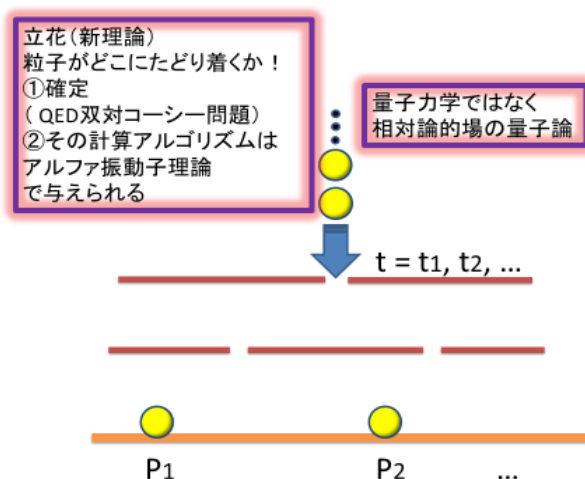 立花(新理論)
粒子がどこにたどり着くか!
①確定
( QED双対コーシー問題)
②その計算アルゴリズムは
アルファ振動子理論
で与えられる
量子力学ではなく
相対論的場の量子論
t = t1, t2, ...
P1
P2
...